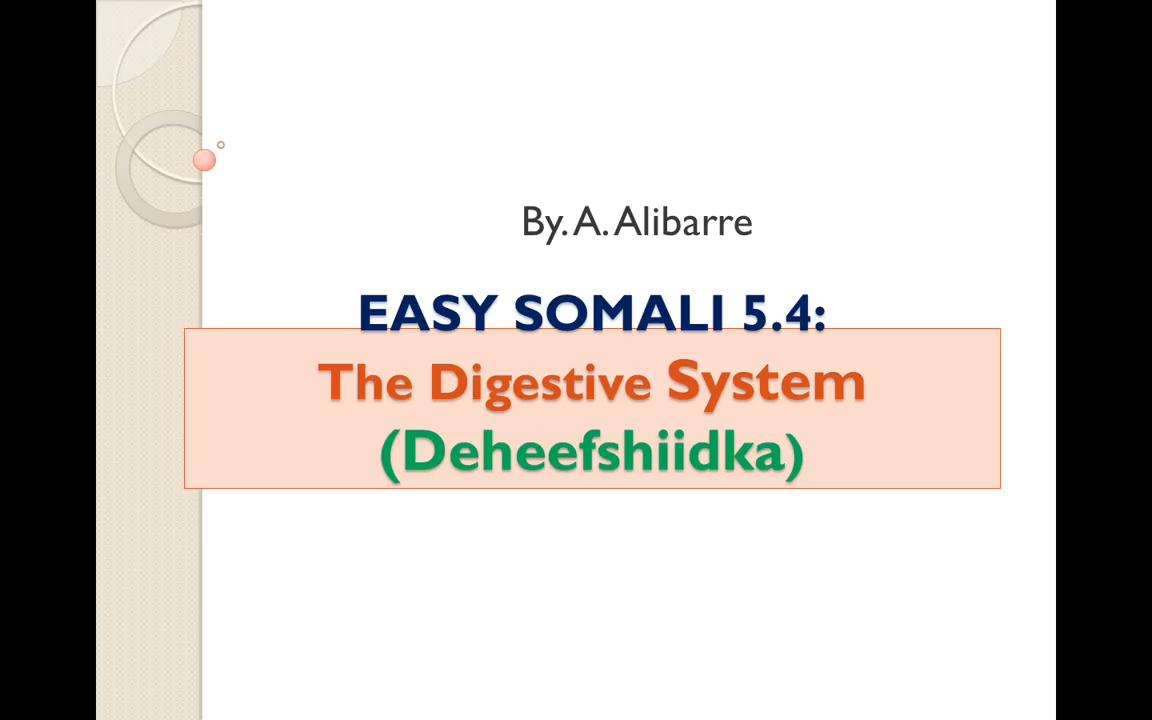 By. A. Alibarre
EASY SOMALI 5.4:
The Digestive System
(Deheefshiidka)